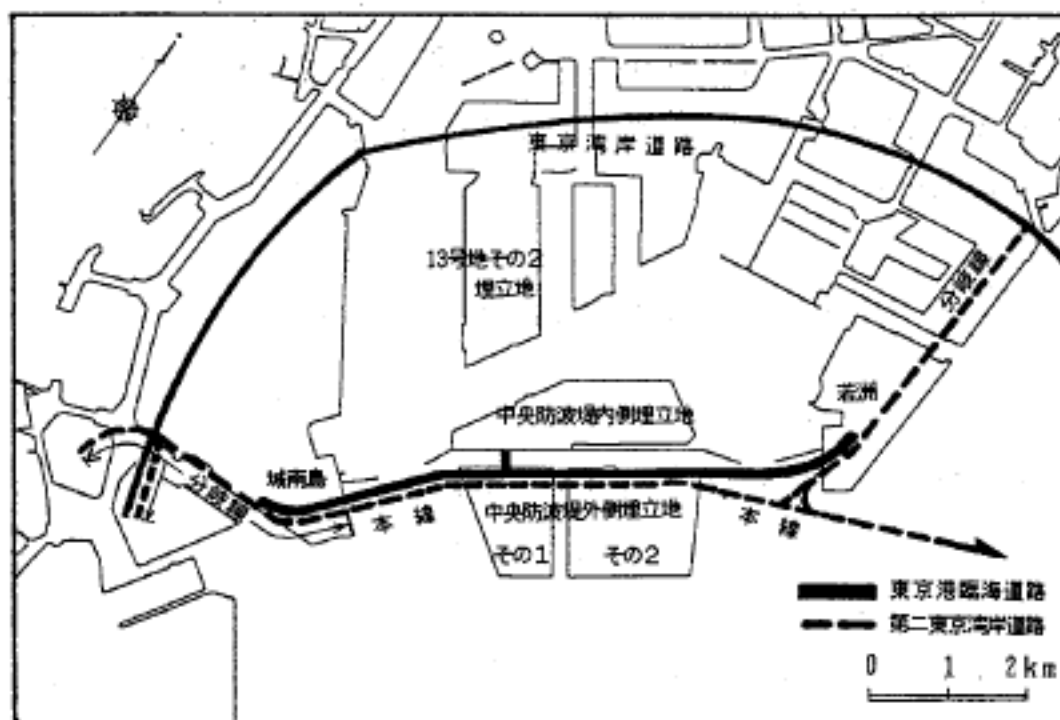 東京湾岸道路
13号地その2
埋立地
分岐線
若洲
中央防波堤内側埋立地
城南島
分岐線
本線
中央防波堤外側埋立地
本線
その1
その2
東京港臨海道路
第二東京湾岸道路
0 1 2km